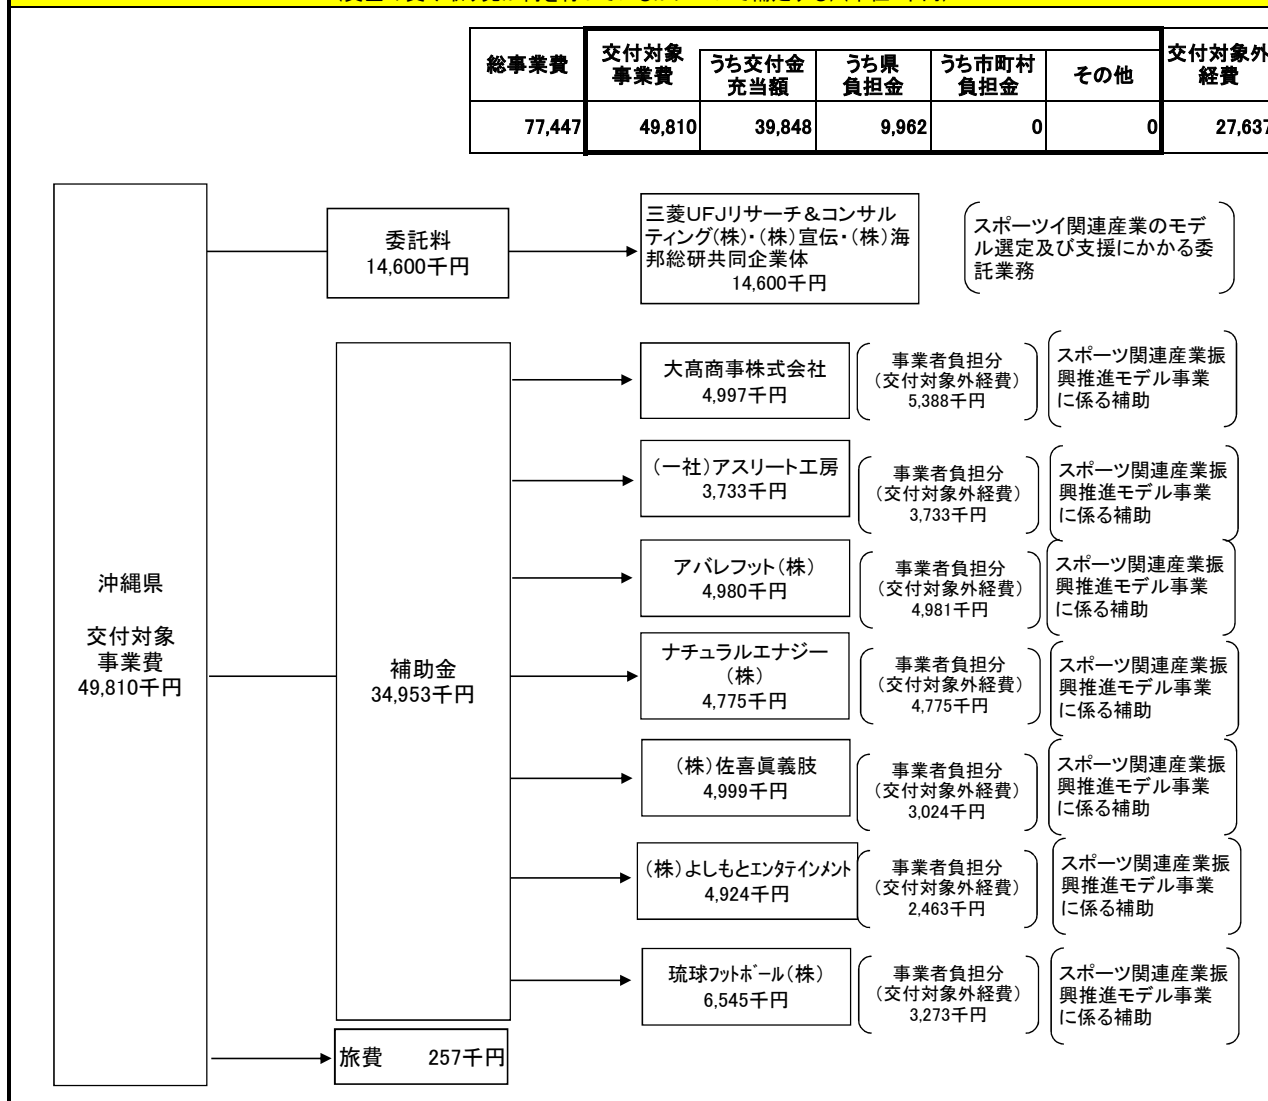 総事業費
交付対象
事業費
うち交付金
充当額
うち県
負担金
うち市町村
負担金
その他
交付対象外
経費
77,447
49,810
39,848
9,962
0
0
27,637
沖縄県
交付対象
事業費
49,810千円
委託料
14,600千円
三菱UFJリサーチ&コンサル
ティング(株)・(株)宣伝・(株)海
邦総研共同企業体
14,600千円
スポーツイ関連産業のモデ
ル選定及び支援にかかる委
託業務
補助金
34,953千円
大髙商事株式会社
4,997千円
事業者負担分
(交付対象外経費)
5,388千円
スポーツ関連産業振
興推進モデル事業
に係る補助
(一社)アスリート工房
3,733千円
事業者負担分
(交付対象外経費)
3,733千円
スポーツ関連産業振
興推進モデル事業
に係る補助
アバレフット(株)
4,980千円
事業者負担分
(交付対象外経費)
4,981千円
スポーツ関連産業振
興推進モデル事業
に係る補助
ナチュラルエナジー
(株)
4,775千円
事業者負担分
(交付対象外経費)
4,775千円
スポーツ関連産業振
興推進モデル事業
に係る補助
(株)佐喜眞義肢
4,999千円
事業者負担分
(交付対象外経費)
3,024千円
スポーツ関連産業振
興推進モデル事業
に係る補助
(株)よしもとエンタテインメント
4,924千円
事業者負担分
(交付対象外経費)
2,463千円
スポーツ関連産業振
興推進モデル事業
に係る補助
琉球フットボール(株)
6,545千円
事業者負担分
(交付対象外経費)
3,273千円
スポーツ関連産業振
興推進モデル事業
に係る補助
旅費 257千円